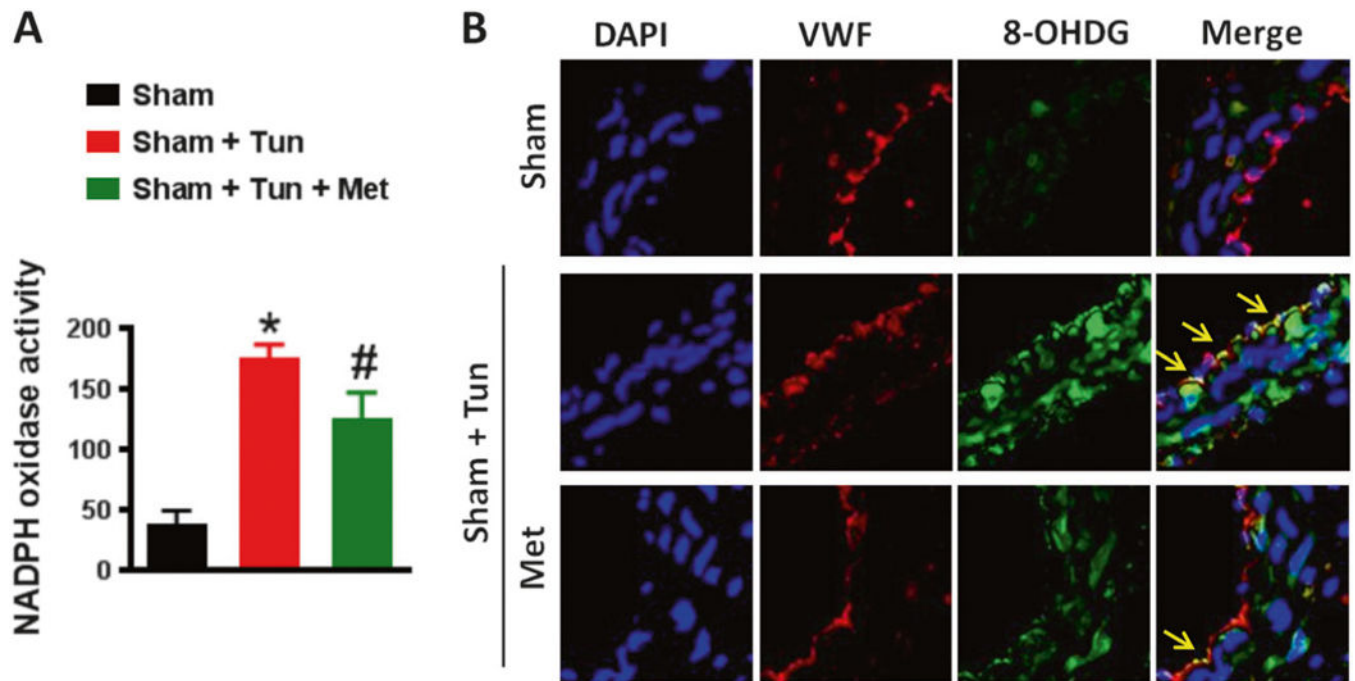 A
Sham
Sham + Tun
Sham + Tun + Met
NADPH oxidase activity
200
150
100
50
0
*
#
B
DAPI VWF 8-OHDG Merge
Sham
Sham + Tun
Met